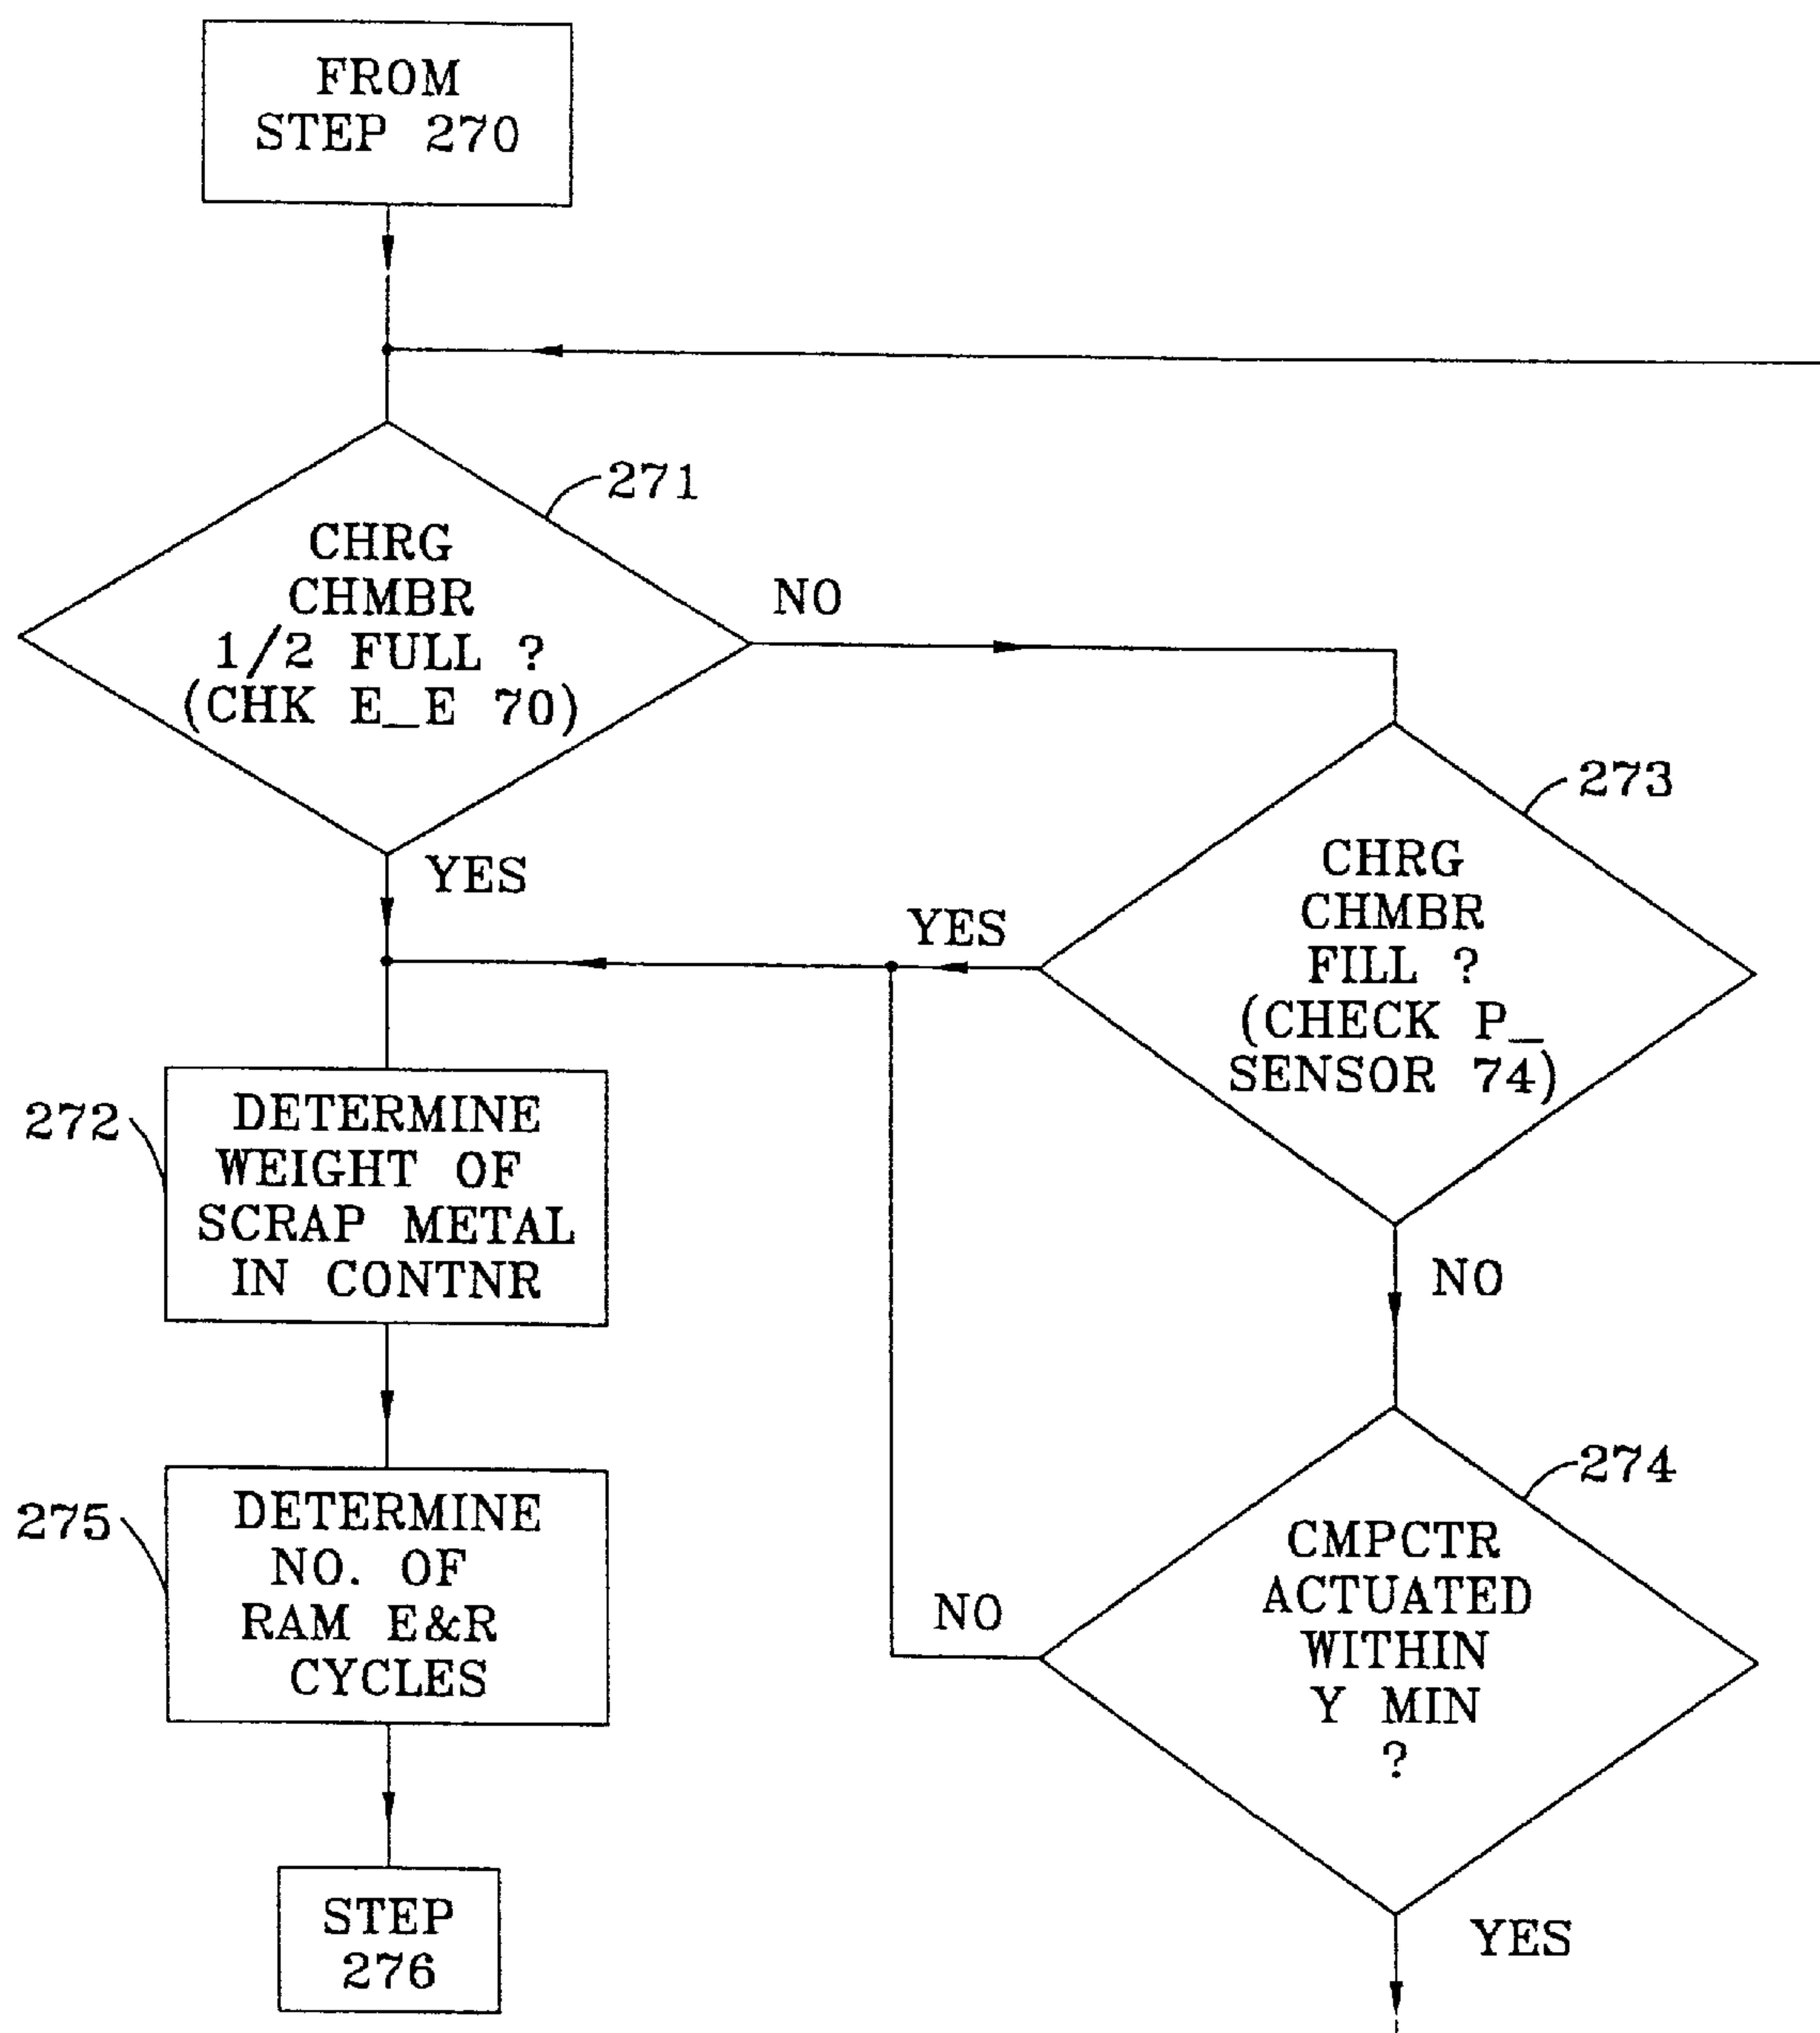 FROM
STEP 270
271
CHRG
CHMBR
1/2 FULL ?
(CHK E_E 70)
NO
YES
273
CHRG
CHMBR
FILL ?
(CHECK P_
SENSOR 74)
YES
NO
272
DETERMINE
WEIGHT OF
SCRAP METAL
IN CONTNR
274
CMPCTR
ACTUATED
WITHIN
Y MIN
?
NO
YES
275
DETERMINE
NO. OF
RAM E&R
CYCLES
STEP
276